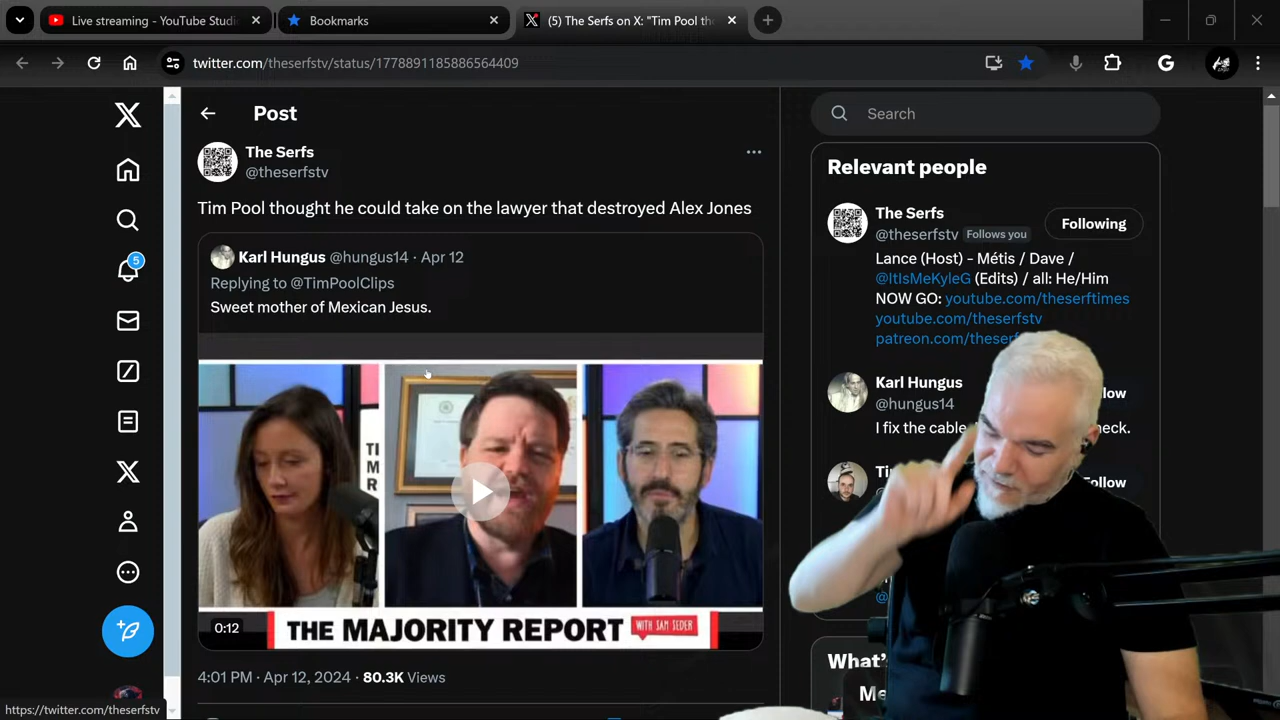 Live streaming - YouTube Studi
Bookmarks
(5) The Serfs on X: "Tim Pool th
twitter.com/theserfstv/status/1778891185886564409
Post
Search
The Serfs
@theserfstv
Tim Pool thought he could take on the lawyer that destroyed Alex Jones
Karl Hungus @hungus14 · Apr 12
Replying to @TimPoolClips
Sweet mother of Mexican Jesus.
0:12
THE MAJORITY REPORT
WITH SAM SEDER
4:01 PM · Apr 12, 2024 · 80.3K Views
Relevant people
The Serfs
@theserfstv Follows you
Following
Lance (Host) - Métis / Dave /
@ItIsMeKyleG (Edits) / all: He/Him
NOW GO: youtube.com/theserftimes
youtube.com/theserfstv
patreon.com/theserf
Karl Hungus
@hungus14
I fix the cable
5
https://twitter.com/theserfstv